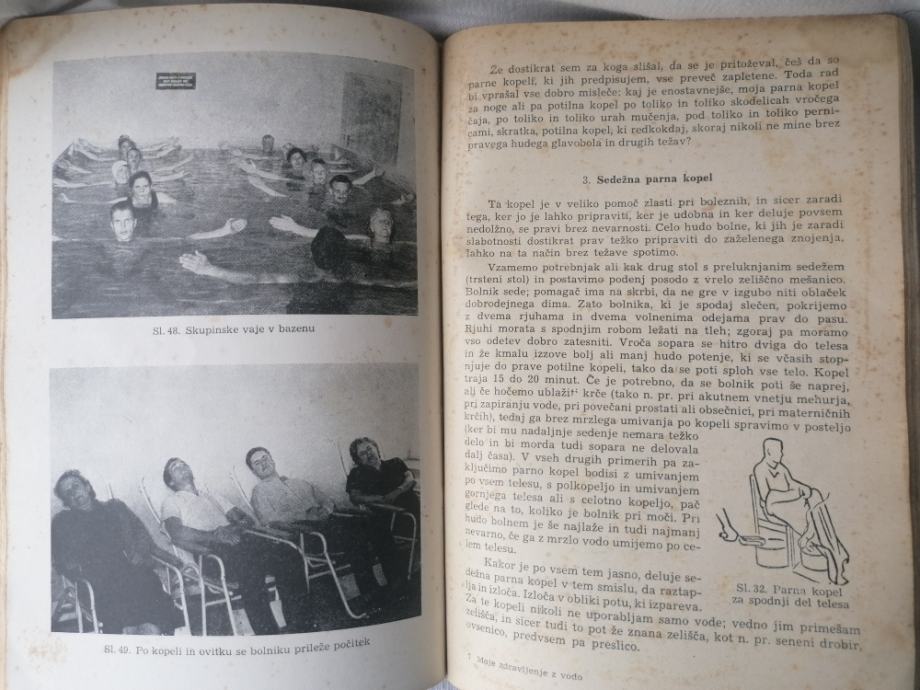 Sl. 48. Skupinske vaje v bazenu
Sl. 49. Po kopeli in ovitku se bolniku prileže počitek
Že dostikrat sem za koga slišal, da se je pritoževal, češ da so
parne kopeli, ki jih predpisujem, vse preveč zapletene. Toda rad
bi vprašal vse dobro misleče: kaj je enostavnejše, moja parna kopel
za noge ali pa potilna kopel po toliko in toliko skodelicah vročega
čaja, po toliko in toliko urah mučenja, pod toliko in toliko perni-
cami, skratka, potilna kopel, ki redkokdaj, skoraj nikoli ne mine brez
pravega hudega glavobola in drugih težav?
3. Sedežna parna kopel
Ta kopel je v veliko pomoč zlasti pri boleznih, in sicer zaradi
tega, ker jo je lahko pripraviti, ker je udobna in ker deluje povsem
nedolžno, se pravi brez nevarnosti. Celo hudo bolne, ki jih je zaradi
slabotnosti dostikrat prav težko pripraviti do zaželenega znojenja,
lahko na ta način brez težave spotimo.
Vzamemo potrebnjak ali kak drug stol s preluknjanim sedežem
(trsteni stol) in postavimo podenj posodo z vrelo zeliščno mešanico.
Bolnik sede; pomagač ima na skrbi, da ne gre v izgubo niti oblaček
dobrodejnega dima. Zato bolnika, ki je spodaj slečen, pokrijemo
z dvema rjuhama in dvema volnenima odejama prav do pasu.
Rjuhi morata s spodnjim robom ležati na tleh; zgoraj pa moramo
vso odetev dobro zatesniti. Vroča sopara se hitro dviga do telesa
in že kmalu izzove bolj ali manj hudo potenje, ki se včasih stop-
njuje do prave potilne kopeli, tako da se poti sploh vse telo. Kopel
traja 15 do 20 minut. Če je potrebno, da se bolnik poti še naprej,
ali če hočemo ublažiti krče (tako n. pr. pri akutnem vnetju mehurja,
pri zapiranju vode, pri povečani prostati ali obsečnici, pri materničnih
krčih), tedaj ga brez mrzlega umivanja po kopeli spravimo v posteljo
(ker bi mu nadaljnje sedenje nemara težko
delo in bi morda tudi sopara ne delovala
dalj časa). V vseh drugih primerih pa za-
ključimo parno kopel bodisi z umivanjem
po vsem telesu, s polkopeljo in umivanjem
gornjega telesa ali s celotno kopeljo, pač
glede na to, koliko je bolnik pri moči. Pri
hudo bolnem je še najlaže in tudi najmanj
nevarno, če ga z mrzlo vodo umijemo po ce-
lem telesu.
Kakor je po vsem tem jasno, deluje se-
dežna parna kopel v tem smislu, da raztap-
lja in izloča. Izloča v obliki potu, ki izpareva.
Za te kopeli nikoli ne uporabljam samo vode; vedno jim primešam
zelišča, in sicer tudi to pot že znana zelišča, kot n. pr. seneni drobir,
ovsenico, predvsem pa preslico.
Sl. 32. Parna kopel
za spodnji del telesa
7 Moje zdravljenje z vodo